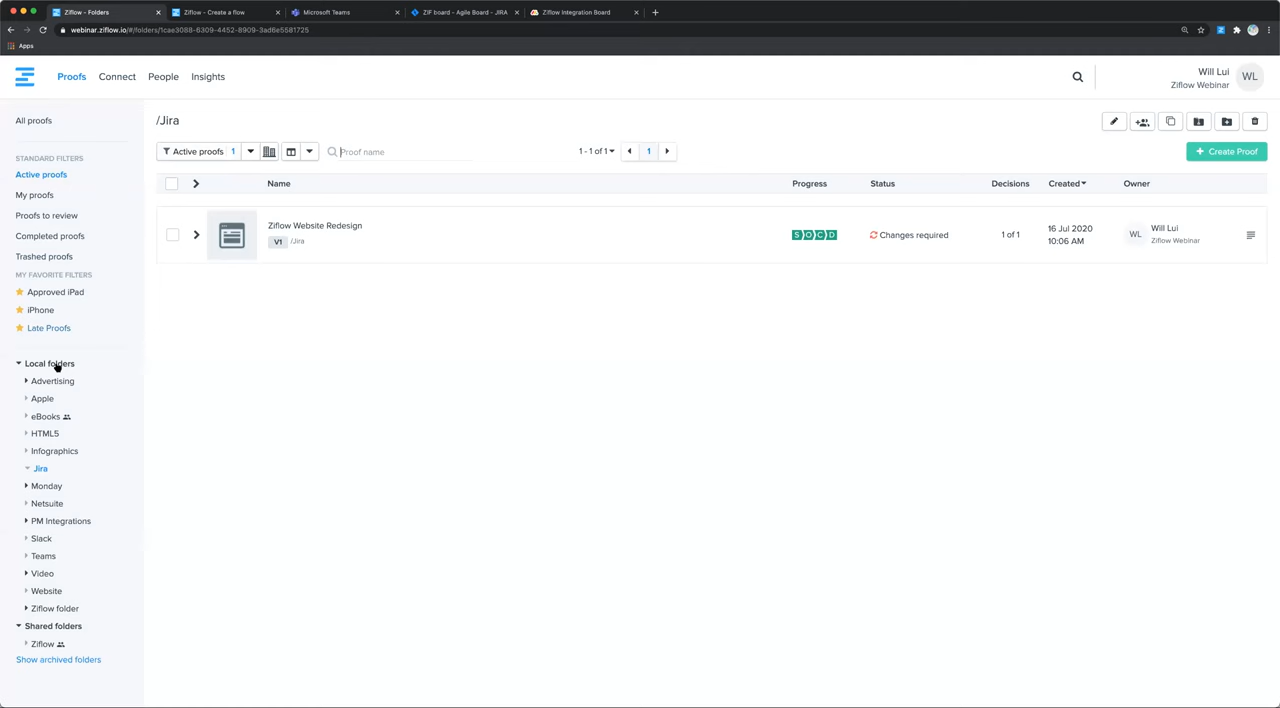 Ziflow - Folders
Ziflow - Create a flow
Microsoft Teams
ZIF board - Agile Board - JIRA
Ziflow Integration Board
webinar.ziflow.io/#/folders/1cae3088-6309-4452-8909-3ad6e5581725
Apps
Proofs
Connect
People
Insights
Will Lui
Ziflow Webinar
WL
All proofs
STANDARD FILTERS
Active proofs
My proofs
Proofs to review
Completed proofs
Trashed proofs
MY FAVORITE FILTERS
Approved iPad
iPhone
Late Proofs
Local folders
Advertising
Apple
eBooks
HTML5
Infographics
Jira
Monday
Netsuite
PM Integrations
Slack
Teams
Video
Website
Ziflow folder
Shared folders
Ziflow
Show archived folders
/Jira
Active proofs 1
Proof name
1 - 1 of 1
1
Create Proof
Name
Progress
Status
Decisions
Created
Owner
Ziflow Website Redesign
V1 /Jira
S O C D
Changes required
1 of 1
16 Jul 2020
10:06 AM
WL
Will Lui
Ziflow Webinar